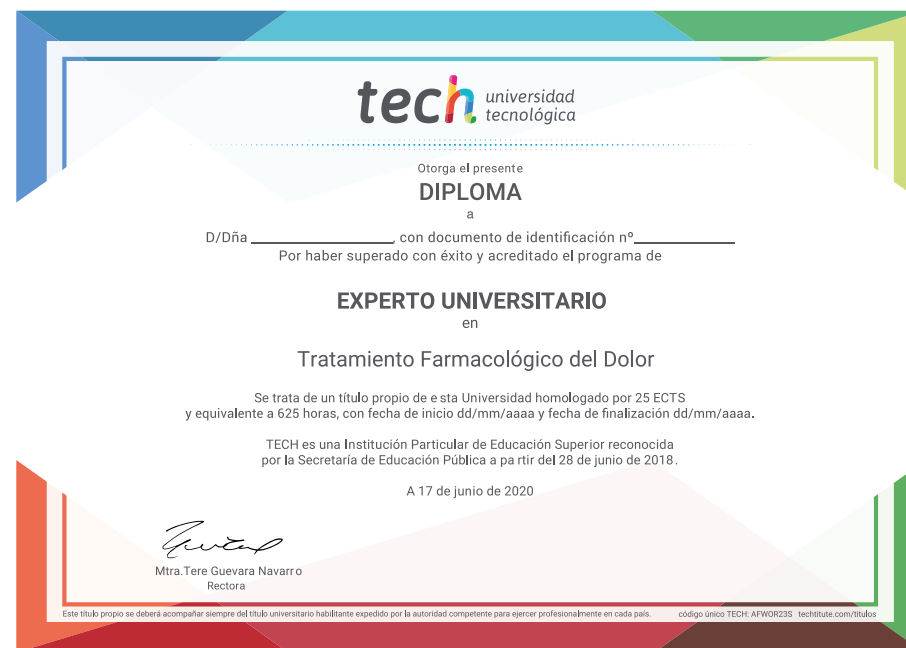 tech universidad
tecnológica
Otorga el presente
DIPLOMA
a
D/Dña ____________, con documento de identificación nº____________
Por haber superado con éxito y acreditado el programa de
EXPERTO UNIVERSITARIO
en
Tratamiento Farmacológico del Dolor
Se trata de un título propio de e sta Universidad homologado por 25 ECTS
y equivalente a 625 horas, con fecha de inicio dd/mm/aaaa y fecha de finalización dd/mm/aaaa.
TECH es una Institución Particular de Educación Superior reconocida
por la Secretaría de Educación Pública a pa rtir del 28 de junio de 2018.
A 17 de junio de 2020
Mtra.Tere Guevara Navarro
Rectora
Este título propio se deberá acompañar siempre del título universitario habilitante expedido por la autoridad competente para ejercer profesionalmente en cada país. código único TECH: AFWOR23S techtitute.com/titulos